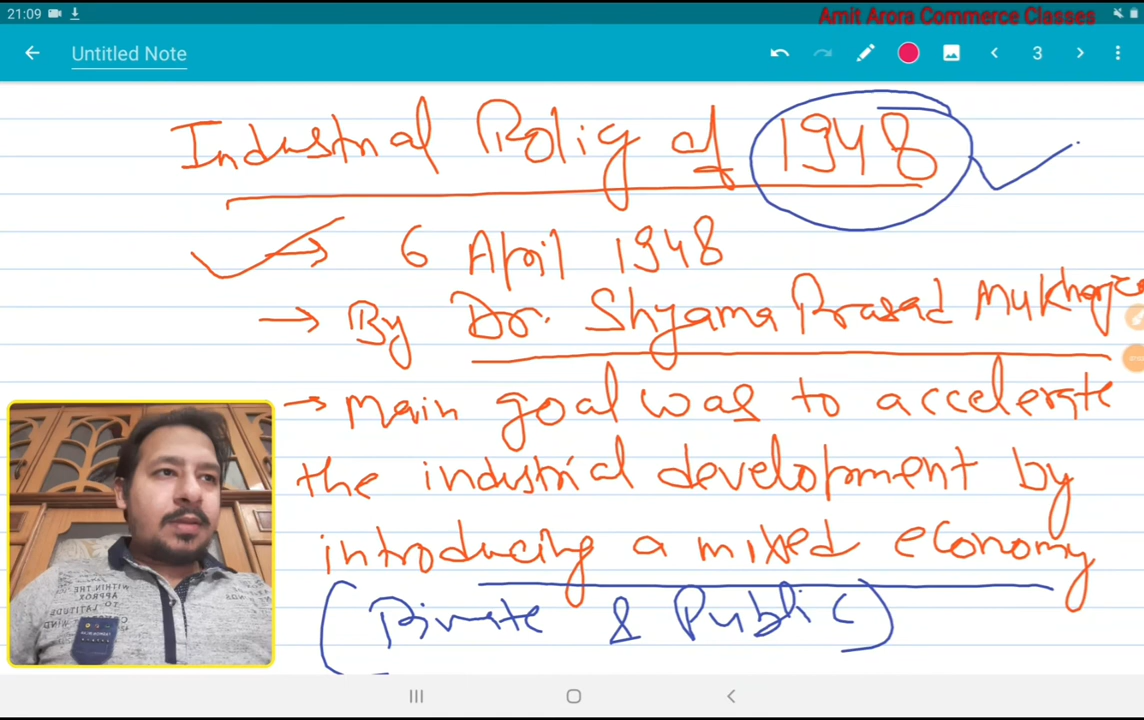 21:09
Amit Arora Commerce Classes
Untitled Note
3
Industrial Policy of 1948
→ 6 April 1948
→ By Dr. Shyama Prasad Mukharjee
→ Main goal was to accelerate
the industrial development by
introducing a mixed economy
(Private & Public)